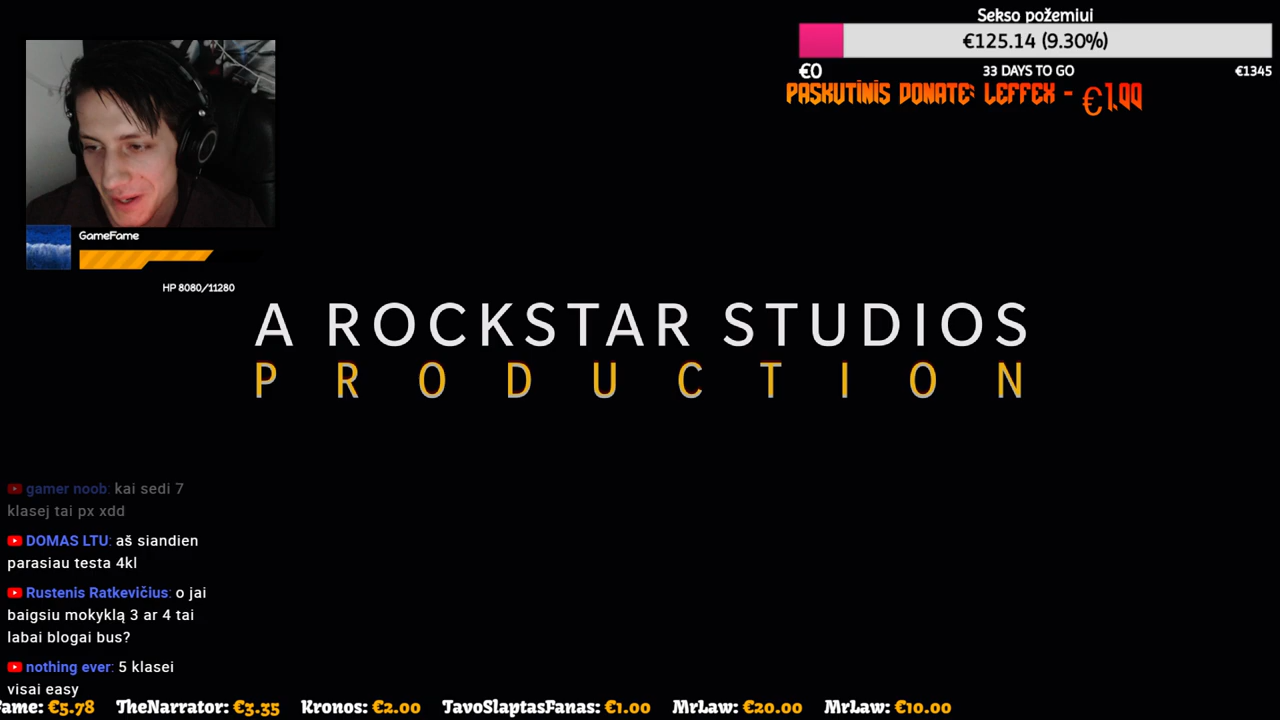 Sekso požemiui
€125.14 (9.30%)
€0 33 DAYS TO GO €1345
PASKUTINIS DONATE: LEFFEX - €1.00
GameFame
HP 8080/11280
A ROCKSTAR STUDIOS
PRODUCTION
gamer noob: kai sedi 7
klasej tai px xdd
DOMAS LTU: aš siandien
parasiau testa 4kl
Rustenis Ratkevičius: o jai
baigsiu mokyklą 3 ar 4 tai
labai blogai bus?
nothing ever: 5 klasei
visai easy
Fame: €5.78 TheNarrator: €3.35 Kronos: €2.00 TavoSlaptasFanas: €1.00 MrLaw: €20.00 MrLaw: €10.00